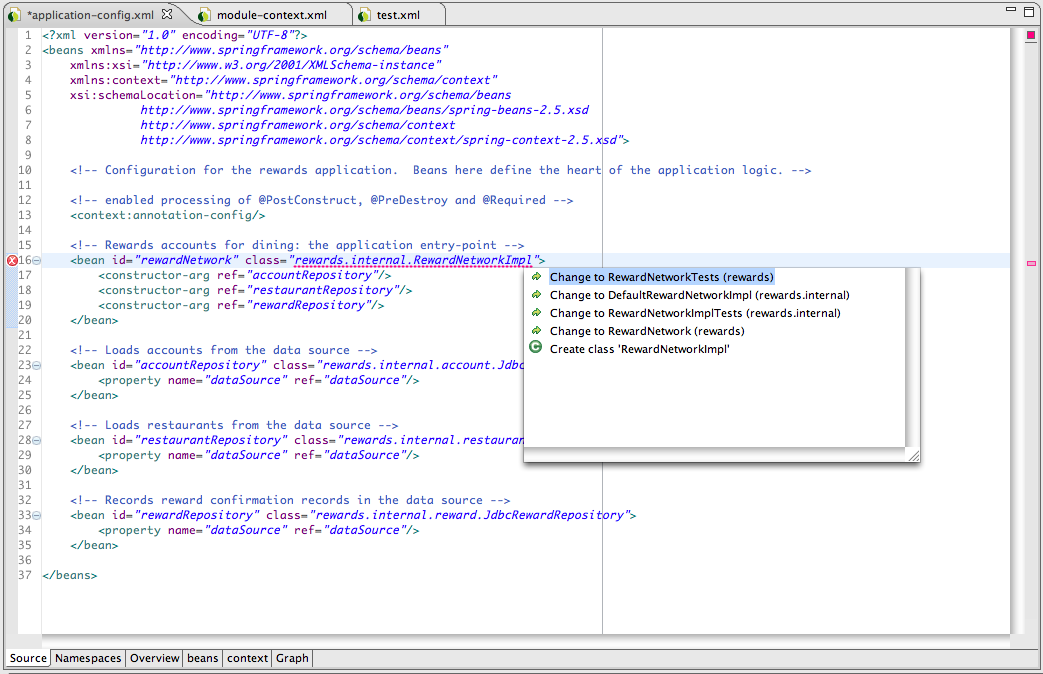 *application-config.xml module-context.xml test.xml
1 <?xml version="1.0" encoding="UTF-8"?>
2 <beans xmlns="http://www.springframework.org/schema/beans"
3 xmlns:xsi="http://www.w3.org/2001/XMLSchema-instance"
4 xmlns:context="http://www.springframework.org/schema/context"
5 xsi:schemaLocation="http://www.springframework.org/schema/beans
6 http://www.springframework.org/schema/beans/spring-beans-2.5.xsd
7 http://www.springframework.org/schema/context
8 http://www.springframework.org/schema/context/spring-context-2.5.xsd">
9
10 <!-- Configuration for the rewards application.  Beans here define the heart of the application logic. -->
11
12 <!-- enabled processing of @PostConstruct, @PreDestroy and @Required -->
13 <context:annotation-config/>
14
15 <!-- Rewards accounts for dining: the application entry-point -->
16 <bean id="rewardNetwork" class="rewards.internal.RewardNetworkImpl">
17 <constructor-arg ref="accountRepository"/>
18 <constructor-arg ref="restaurantRepository"/>
19 <constructor-arg ref="rewardRepository"/>
20 </bean>
21
22 <!-- Loads accounts from the data source -->
23 <bean id="accountRepository" class="rewards.internal.account.Jdbc
24 <property name="dataSource" ref="dataSource"/>
25 </bean>
26
27 <!-- Loads restaurants from the data source -->
28 <bean id="restaurantRepository" class="rewards.internal.restauran
29 <property name="dataSource" ref="dataSource"/>
30 </bean>
31
32 <!-- Records reward confirmation records in the data source -->
33 <bean id="rewardRepository" class="rewards.internal.reward.JdbcRewardRepository">
34 <property name="dataSource" ref="dataSource"/>
35 </bean>
36
37 </beans>
Change to RewardNetworkTests (rewards)
Change to DefaultRewardNetworkImpl (rewards.internal)
Change to RewardNetworkImplTests (rewards.internal)
Change to RewardNetwork (rewards)
Create class 'RewardNetworkImpl'
Source Namespaces Overview beans context Graph